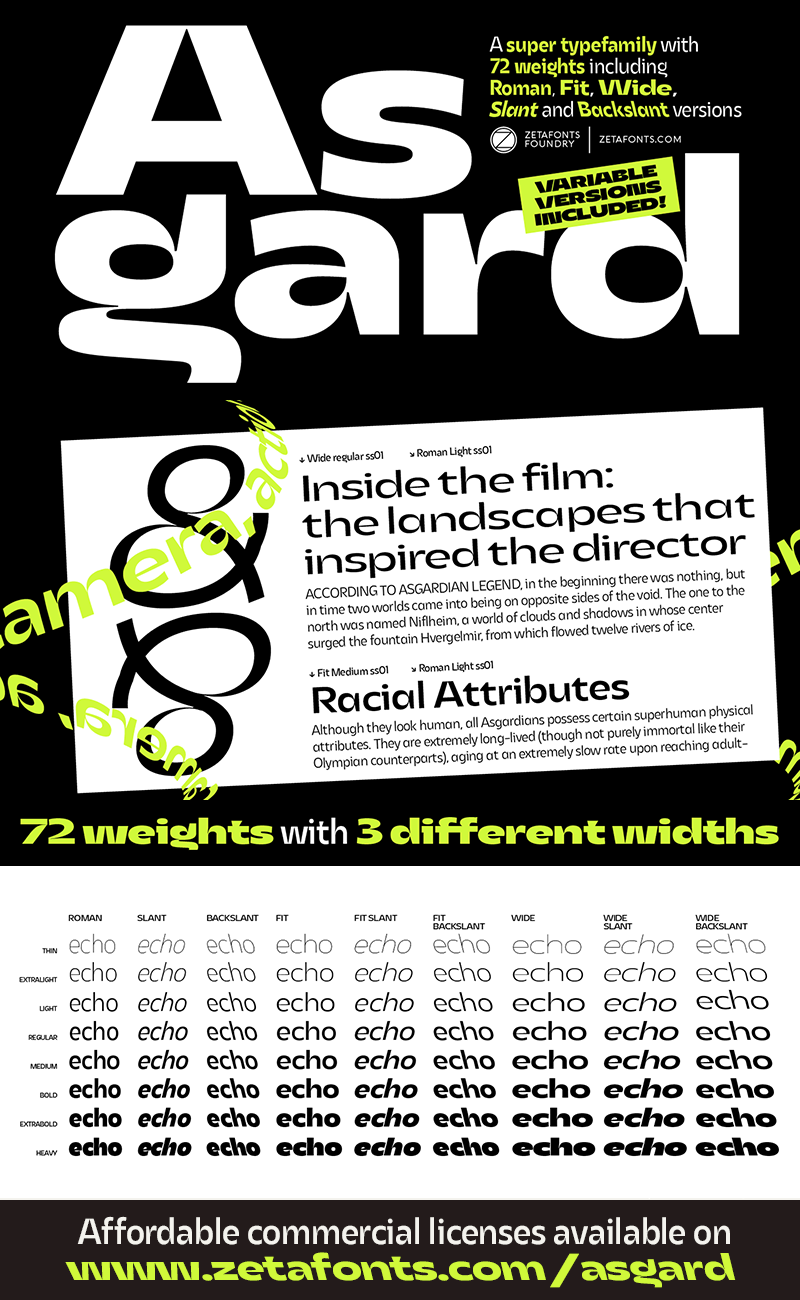 As
gard
A super typefamily with
72 weights including
Roman, Fit, Wide,
Slant and Backslant versions
ZETAFONTS
FOUNDRY
ZETAFONTS.COM
VARIABLE
VERSIONS
INCLUDED!
camera, actio
amera,
↓ Wide regular ss01 ↘ Roman Light ss01
Inside the film:
the landscapes that
inspired the director
ACCORDING TO ASGARDIAN LEGEND, in the beginning there was nothing, but
in time two worlds came into being on opposite sides of the void. The one to the
north was named Niflheim, a world of clouds and shadows in whose center
surged the fountain Hvergelmir, from which flowed twelve rivers of ice.
↓ Fit Medium ss01 ↘ Roman Light ss01
Racial Attributes
Although they look human, all Asgardians possess certain superhuman physical
attributes. They are extremely long-lived (though not purely immortal like their
Olympian counterparts), aging at an extremely slow rate upon reaching adult-
&
72 weights with 3 different widths
ROMAN SLANT BACKSLANT FIT FIT SLANT FIT BACKSLANT WIDE WIDE SLANT WIDE BACKSLANT
THIN echo echo echo echo echo echo echo echo echo
EXTRALIGHT echo echo echo echo echo echo echo echo echo
LIGHT echo echo echo echo echo echo echo echo echo
REGULAR echo echo echo echo echo echo echo echo echo
MEDIUM echo echo echo echo echo echo echo echo echo
BOLD echo echo echo echo echo echo echo echo echo
EXTRABOLD echo echo echo echo echo echo echo echo echo
HEAVY echo echo echo echo echo echo echo echo echo
Affordable commercial licenses available on
www.zetafonts.com/asgard